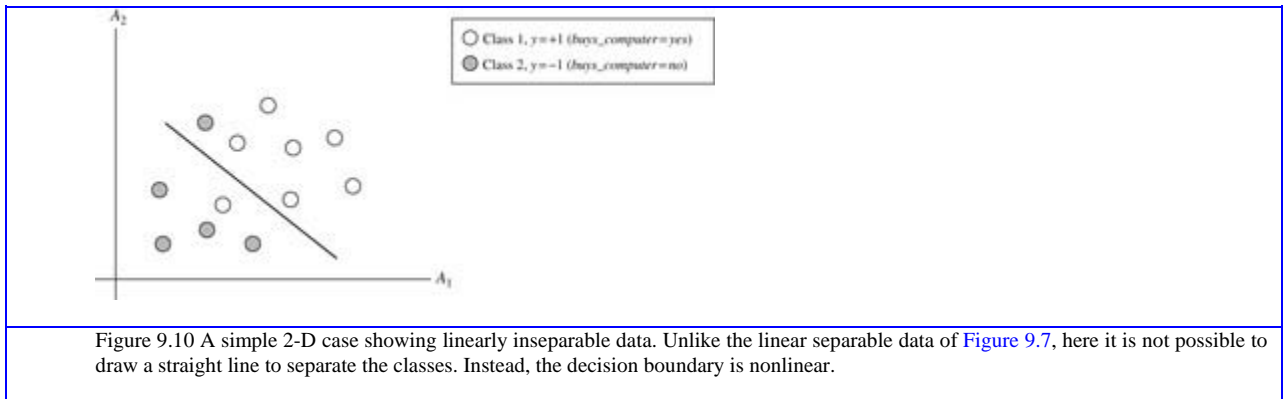 A2
Class 1, y=+1 (buys_computer=yes)
Class 2, y=−1 (buys_computer=no)
A1
Figure 9.10 A simple 2-D case showing linearly inseparable data. Unlike the linear separable data of Figure 9.7, here it is not possible to
draw a straight line to separate the classes. Instead, the decision boundary is nonlinear.